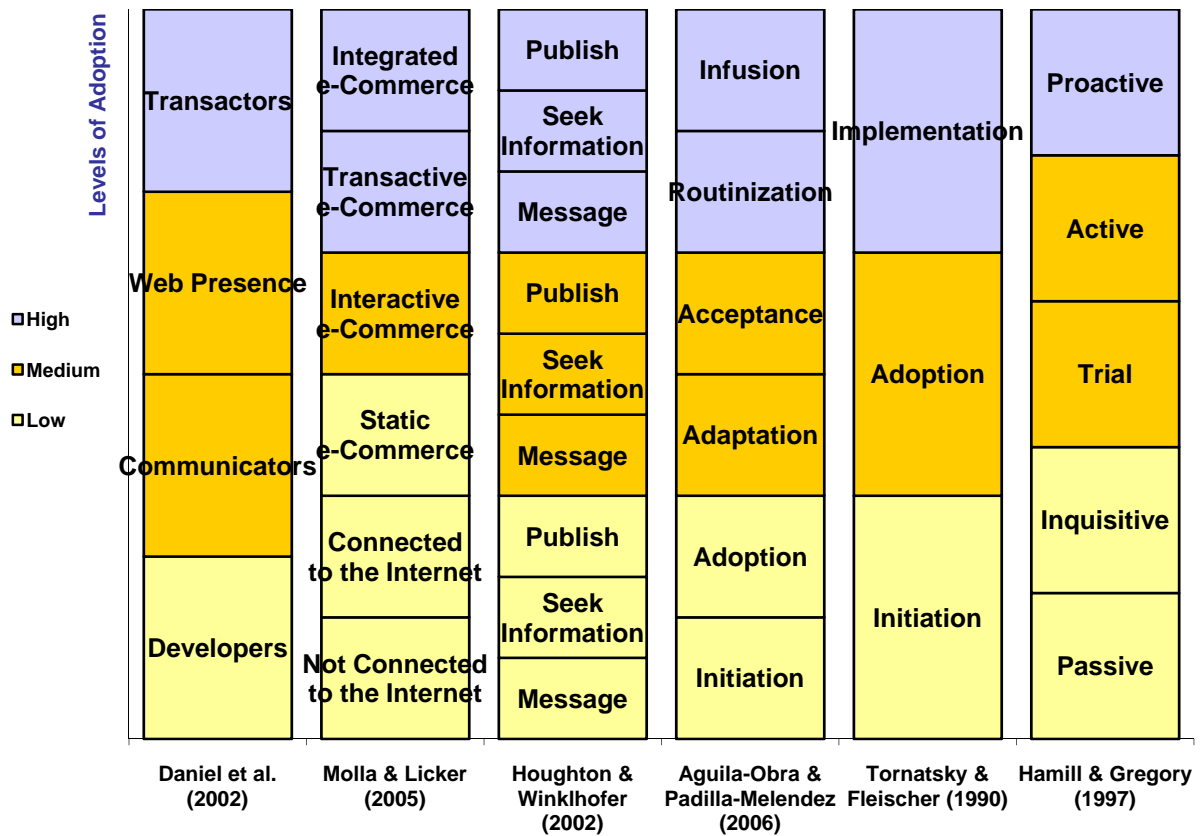 Levels of Adoption
High
Medium
Low
Transactors
Web Presence
Communicators
Developers
Daniel et al.
(2002)
Integrated
e-Commerce
Transactive
e-Commerce
Interactive
e-Commerce
Static
e-Commerce
Connected
to the Internet
Not Connected
to the Internet
Molla & Licker
(2005)
Publish
Seek
Information
Message
Publish
Seek
Information
Message
Publish
Seek
Information
Message
Houghton &
Winklhofer
(2002)
Infusion
Routinization
Acceptance
Adaptation
Adoption
Initiation
Aguila-Obra &
Padilla-Melendez
(2006)
Implementation
Adoption
Initiation
Tornatsky &
Fleischer (1990)
Proactive
Active
Trial
Inquisitive
Passive
Hamill & Gregory
(1997)